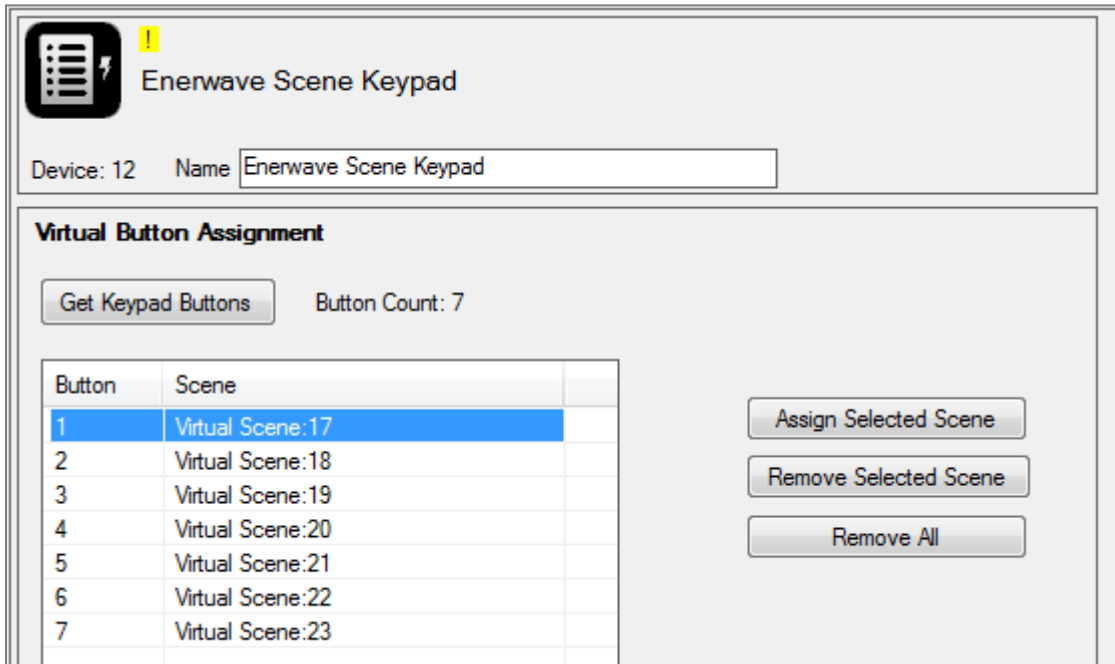 !
Enerwave Scene Keypad
Device: 12 Name Enerwave Scene Keypad
Virtual Button Assignment
Get Keypad Buttons Button Count: 7
Button Scene
1 Virtual Scene:17
2 Virtual Scene:18
3 Virtual Scene:19
4 Virtual Scene:20
5 Virtual Scene:21
6 Virtual Scene:22
7 Virtual Scene:23
Assign Selected Scene
Remove Selected Scene
Remove All